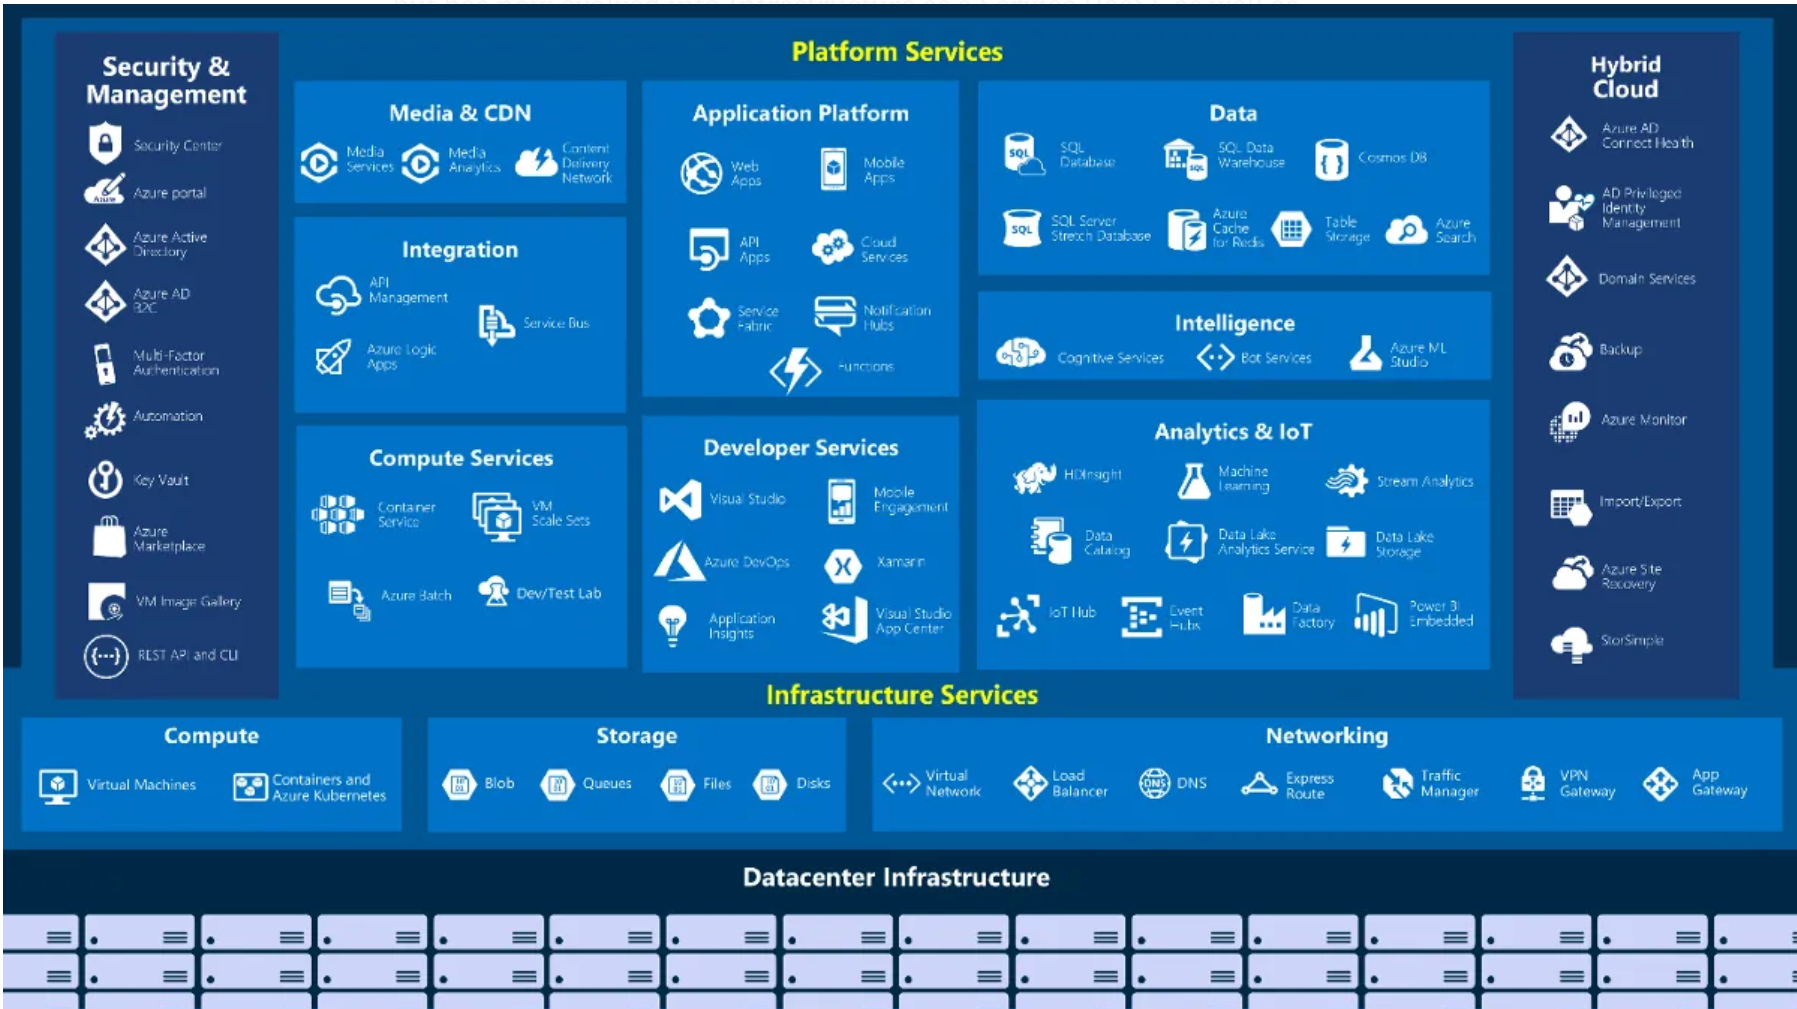 Platform Services
Security &
Management
Security Center
Azure portal
Azure
Azure Active
Directory
Azure AD
B2C
Multi-Factor
Authentication
Automation
Key Vault
Azure
Marketplace
VM Image Gallery
REST API and CLI
Media & CDN
Media
Services
Media
Analytics
Content
Delivery
Network
Integration
API
Management
Service Bus
Azure Logic
Apps
Compute Services
Container
Service
VM
Scale Sets
Azure Batch
Dev/Test Lab
Application Platform
Web
Apps
Mobile
Apps
API
Apps
Cloud
Services
Service
Fabric
Notification
Hubs
Functions
Developer Services
Visual Studio
Mobile
Engagement
Azure DevOps
Xamarin
Application
Insights
Visual Studio
App Center
Data
SQL
SQL
Database
SQL
SQL Data
Warehouse
Cosmos DB
SQL
SQL Server
Stretch Database
Azure
Cache
for Redis
Table
Storage
Azure
Search
Intelligence
Cognitive Services
Bot Services
Azure ML
Studio
Analytics & IoT
HDInsight
Machine
Learning
Stream Analytics
Data
Catalog
Data Lake
Analytics Service
Data Lake
Storage
IoT Hub
Event
Hubs
Data
Factory
Power BI
Embedded
Hybrid
Cloud
Azure AD
Connect Health
AD Privileged
Identity
Management
Domain Services
Backup
Azure Monitor
Import/Export
Azure Site
Recovery
StorSimple
Infrastructure Services
Compute
Virtual Machines
Containers and
Azure Kubernetes
Storage
Blob
Queues
Files
Disks
Networking
Virtual
Network
Load
Balancer
DNS
DNS
Express
Route
Traffic
Manager
VPN
Gateway
App
Gateway
Datacenter Infrastructure